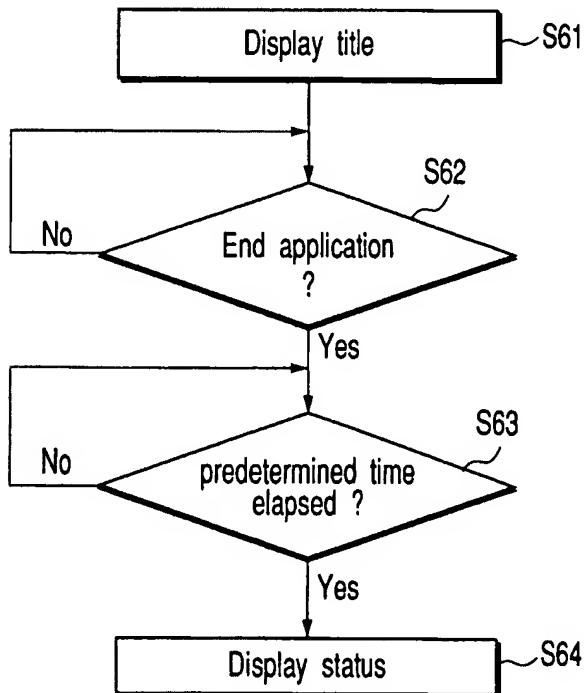 Display title
S61
S62
No
End application
?
Yes
S63
No
predetermined time
elapsed ?
Yes
Display status
S64